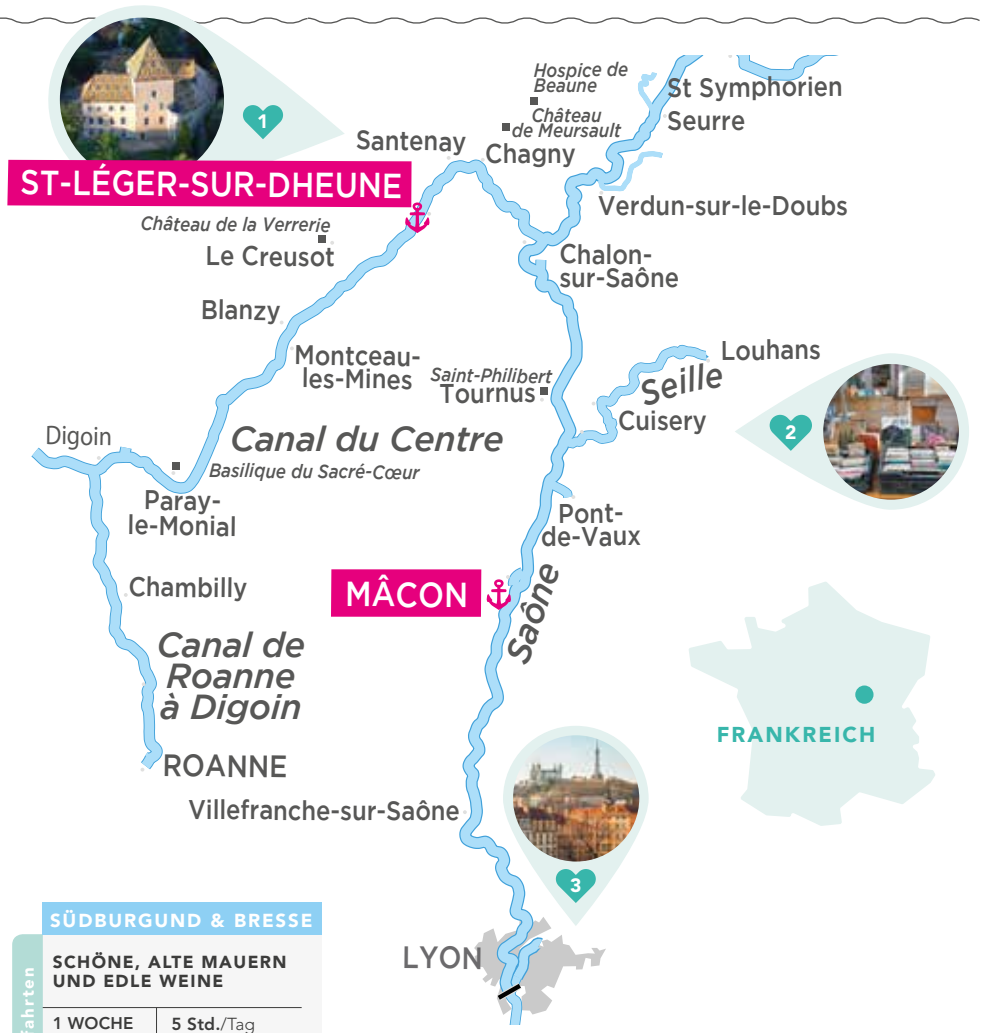 1
Hospice de
Beaune
Château
de Meursault
St Symphorien
Seurre
Santenay
Chagny
ST-LÉGER-SUR-DHEUNE
Verdun-sur-le-Doubs
Château de la Verrerie
Le Creusot
Chalon-
sur-Saône
Blanzy
Montceau-
les-Mines
Saint-Philibert
Tournus
Louhans
Seille
Cuisery
2
Digoin
Canal du Centre
Basilique du Sacré-Cœur
Paray-
le-Monial
Pont-
de-Vaux
Chambilly
MÂCON
Saône
Canal de
Roanne
à Digoin
FRANKREICH
ROANNE
Villefranche-sur-Saône
3
LYON
SÜDBURGUND & BRESSE
SCHÖNE, ALTE MAUERN
UND EDLE WEINE
1 WOCHE
5 Std./Tag